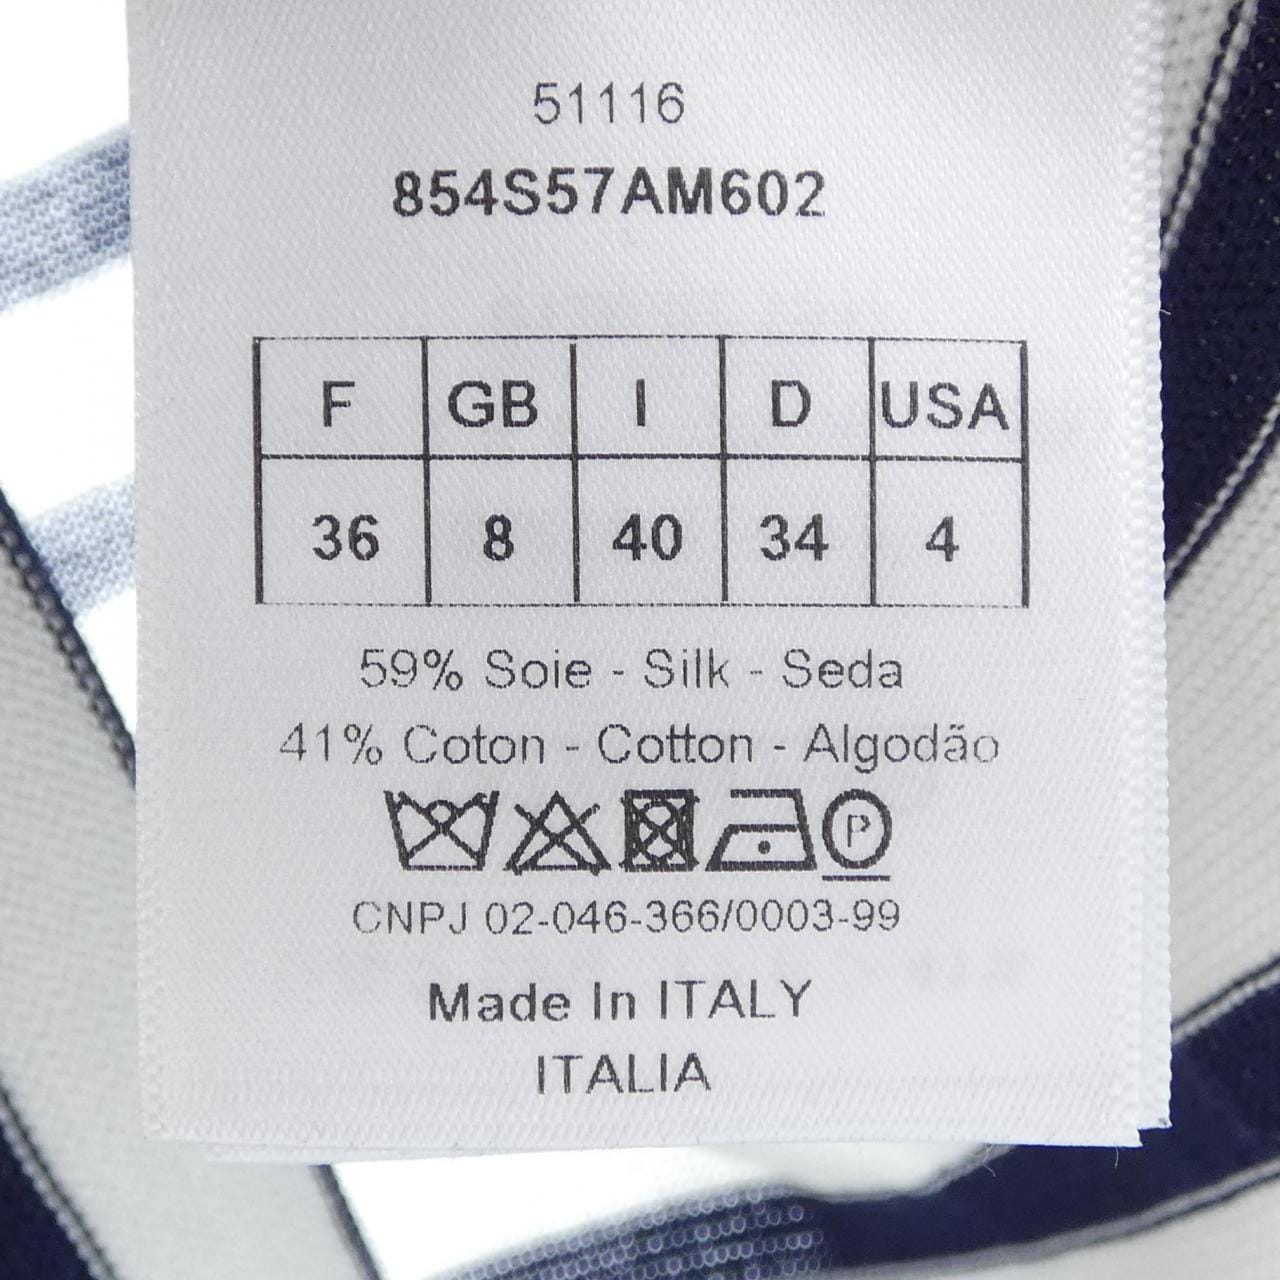 51116
854S57AM602
F GB I D USA
36 8 40 34 4
59% Soie - Silk - Seda
41% Coton - Cotton - Algodão
P
CNPJ 02-046-366/0003-99
Made In ITALY
ITALIA